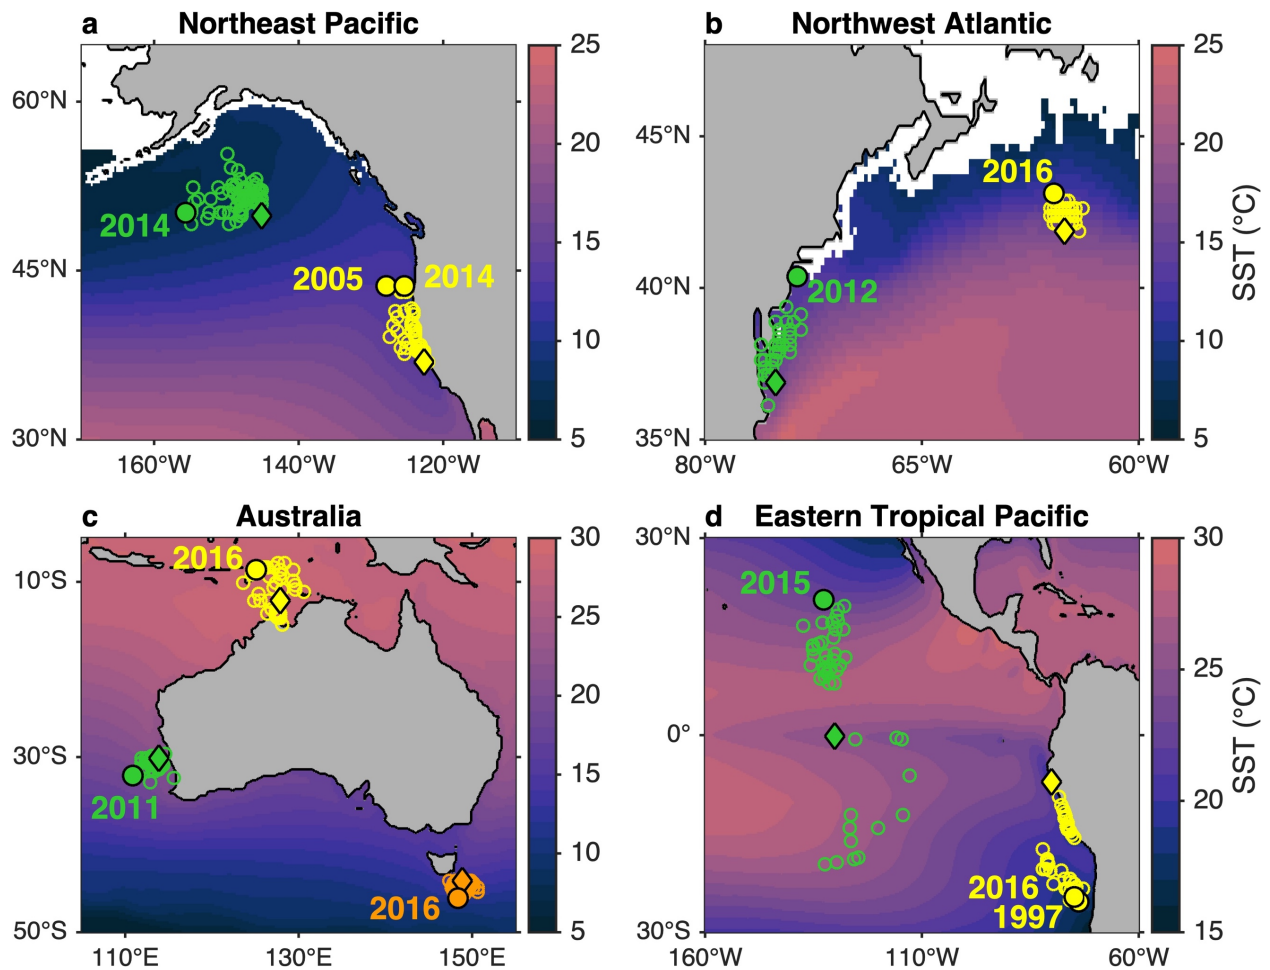 a Northeast Pacific
25
60°N
20
2014
15
SST (°C)
45°N
2005 2014
10
30°N
5
160°W 140°W 120°W
b Northwest Atlantic
25
45°N
20
2016
15
40°N
2012
10
35°N
5
80°W 65°W 60°W
c Australia
30
2016
10°S
25
20
30°S
15
2011
10
2016
50°S
5
110°E 130°E 150°E
d Eastern Tropical Pacific
30°N
30
2015
25
0°
SST (°C)
20
2016
1997
30°S
15
160°W 110°W 60°W